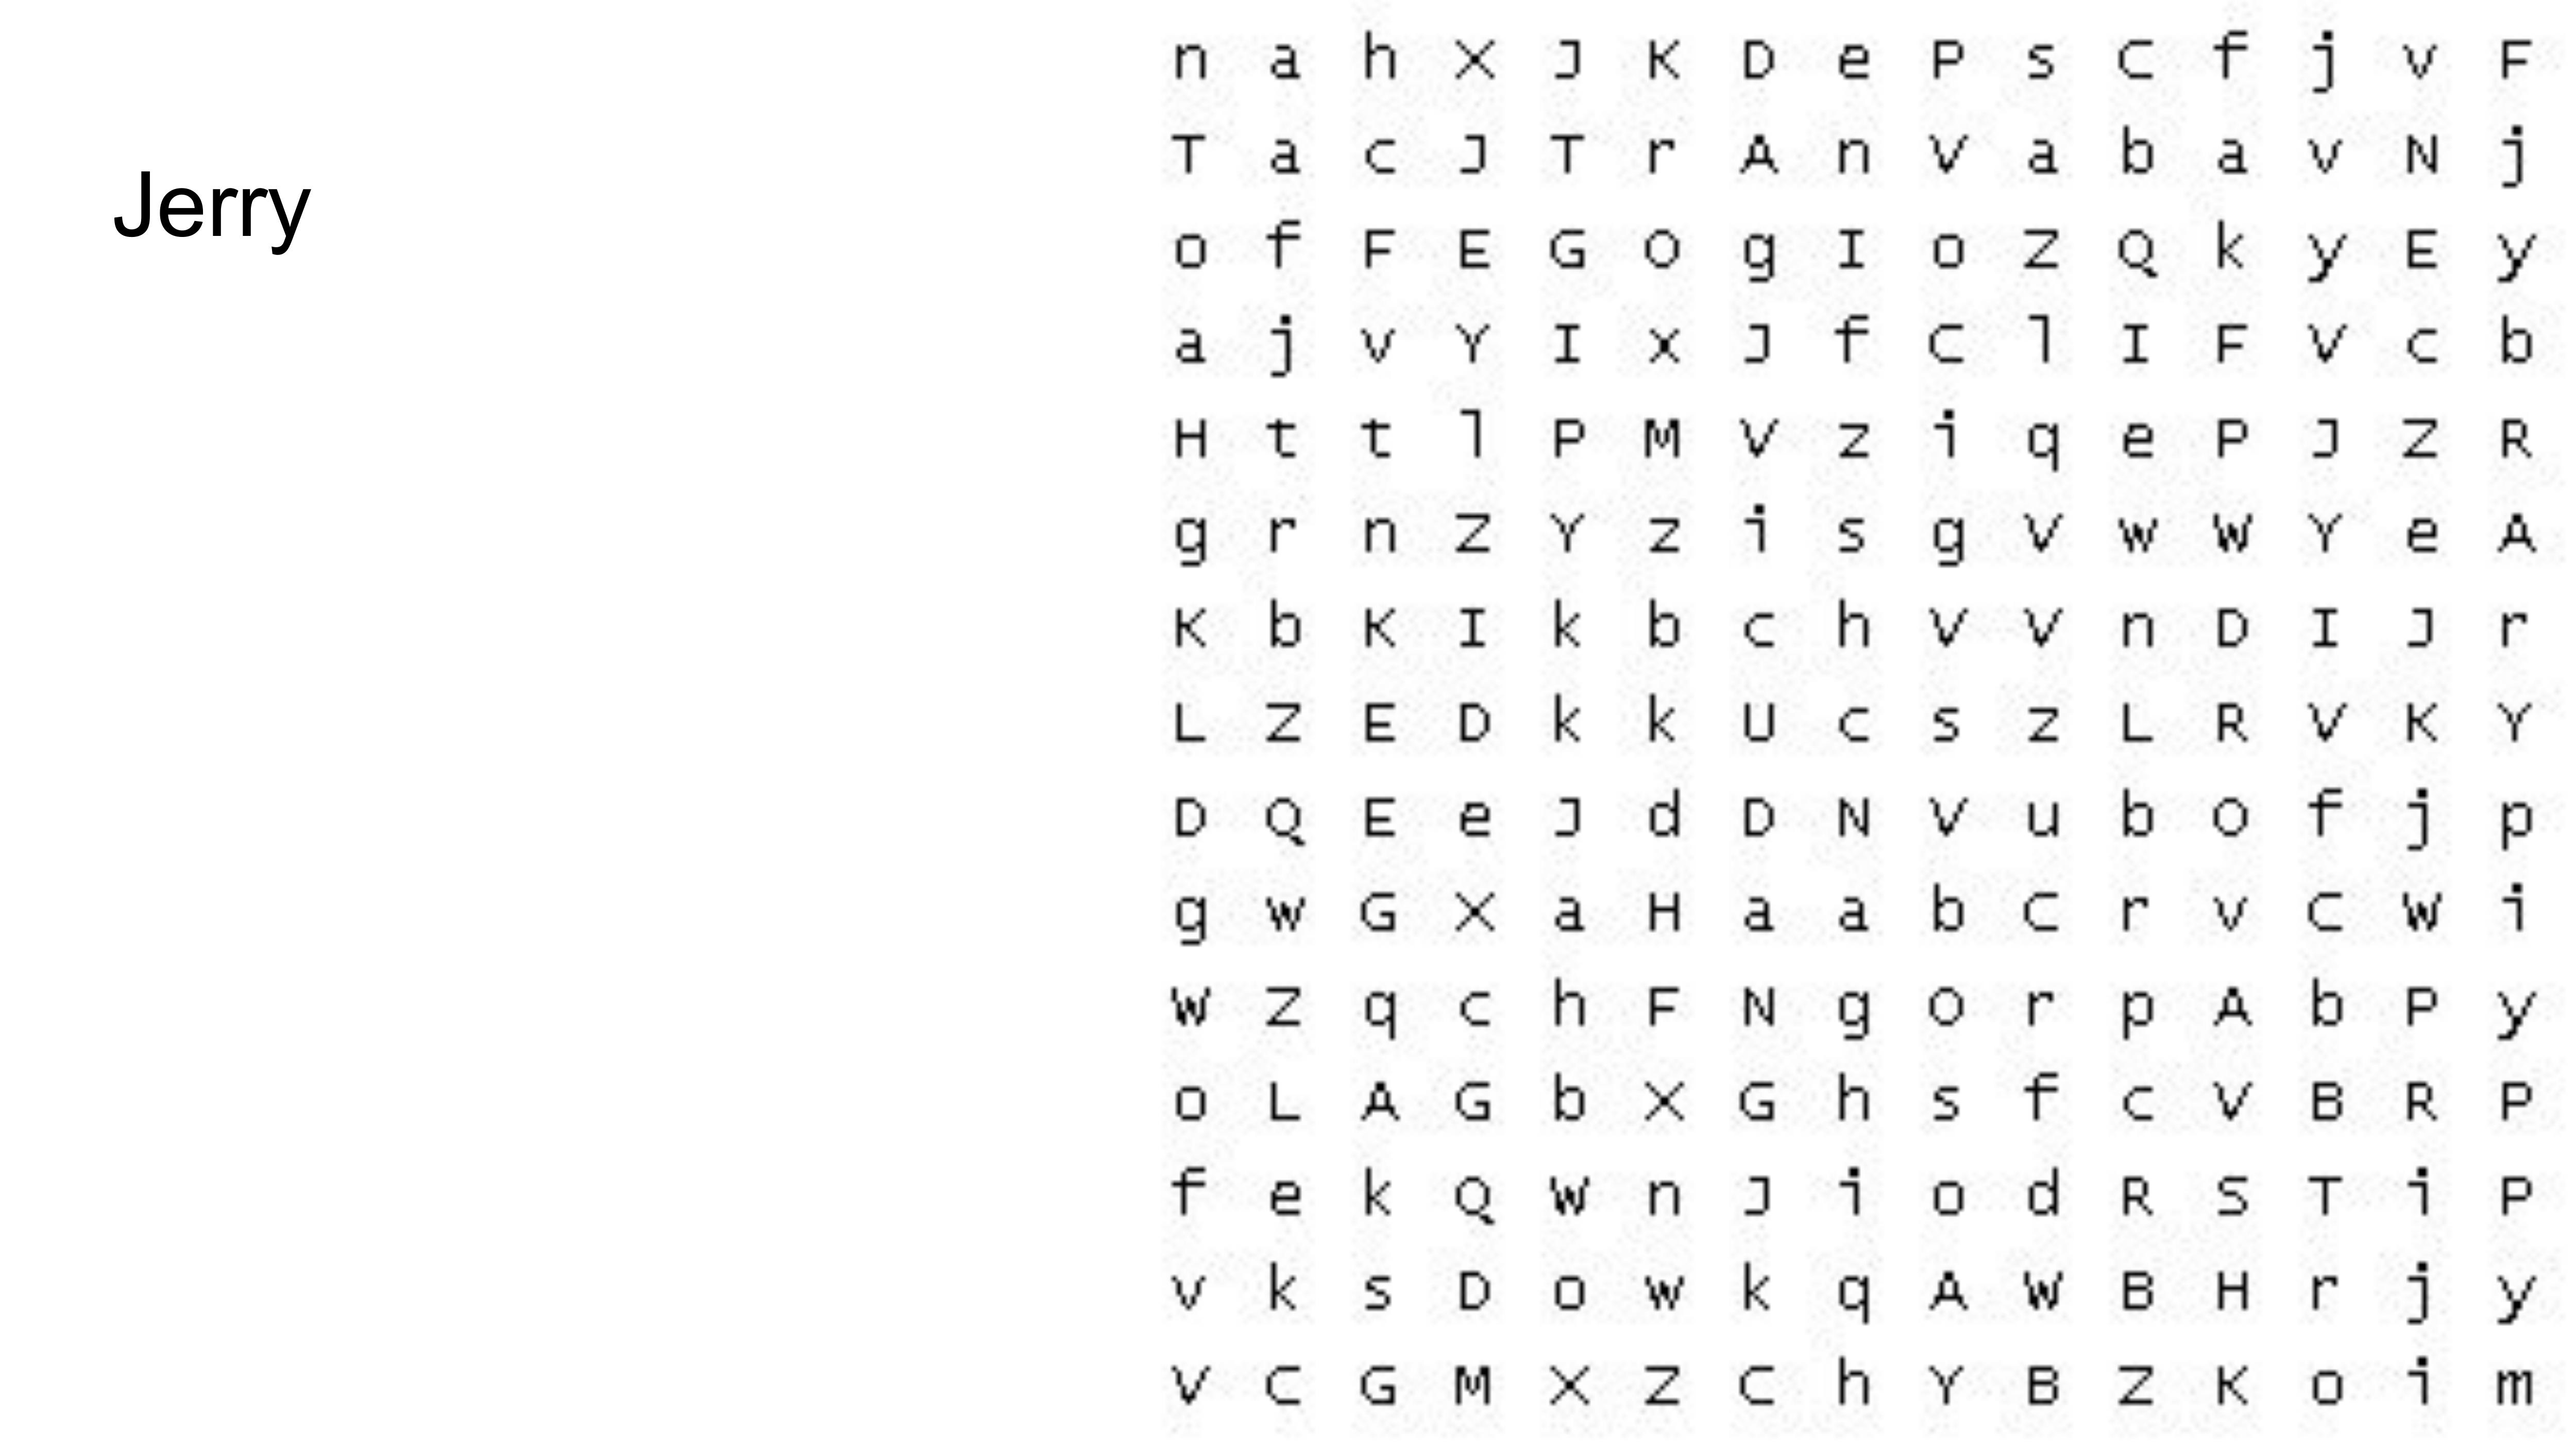 Jerry
n a h X J K D e P s C f j v F
T a c J T r A n V a b a v N j
o f F E G O g I o Z Q k y E y
a j v Y I x J f C l I F V c b
H t t l P M V z i q e P J Z R
g r n Z Y z i s g V w W Y e A
K b K I k b c h V V n D I J r
L Z E D k k U c s z L R V K Y
D Q E e J d D N V u b O f j p
g w G X a H a a b C r v C W i
W Z q c h F N g O r p A b P y
o L A G b X G h s f c V B R P
f e k Q W n J i o d R S T i P
v k s D o w k q A W B H r j y
V C G M X Z C h Y B Z K o i m